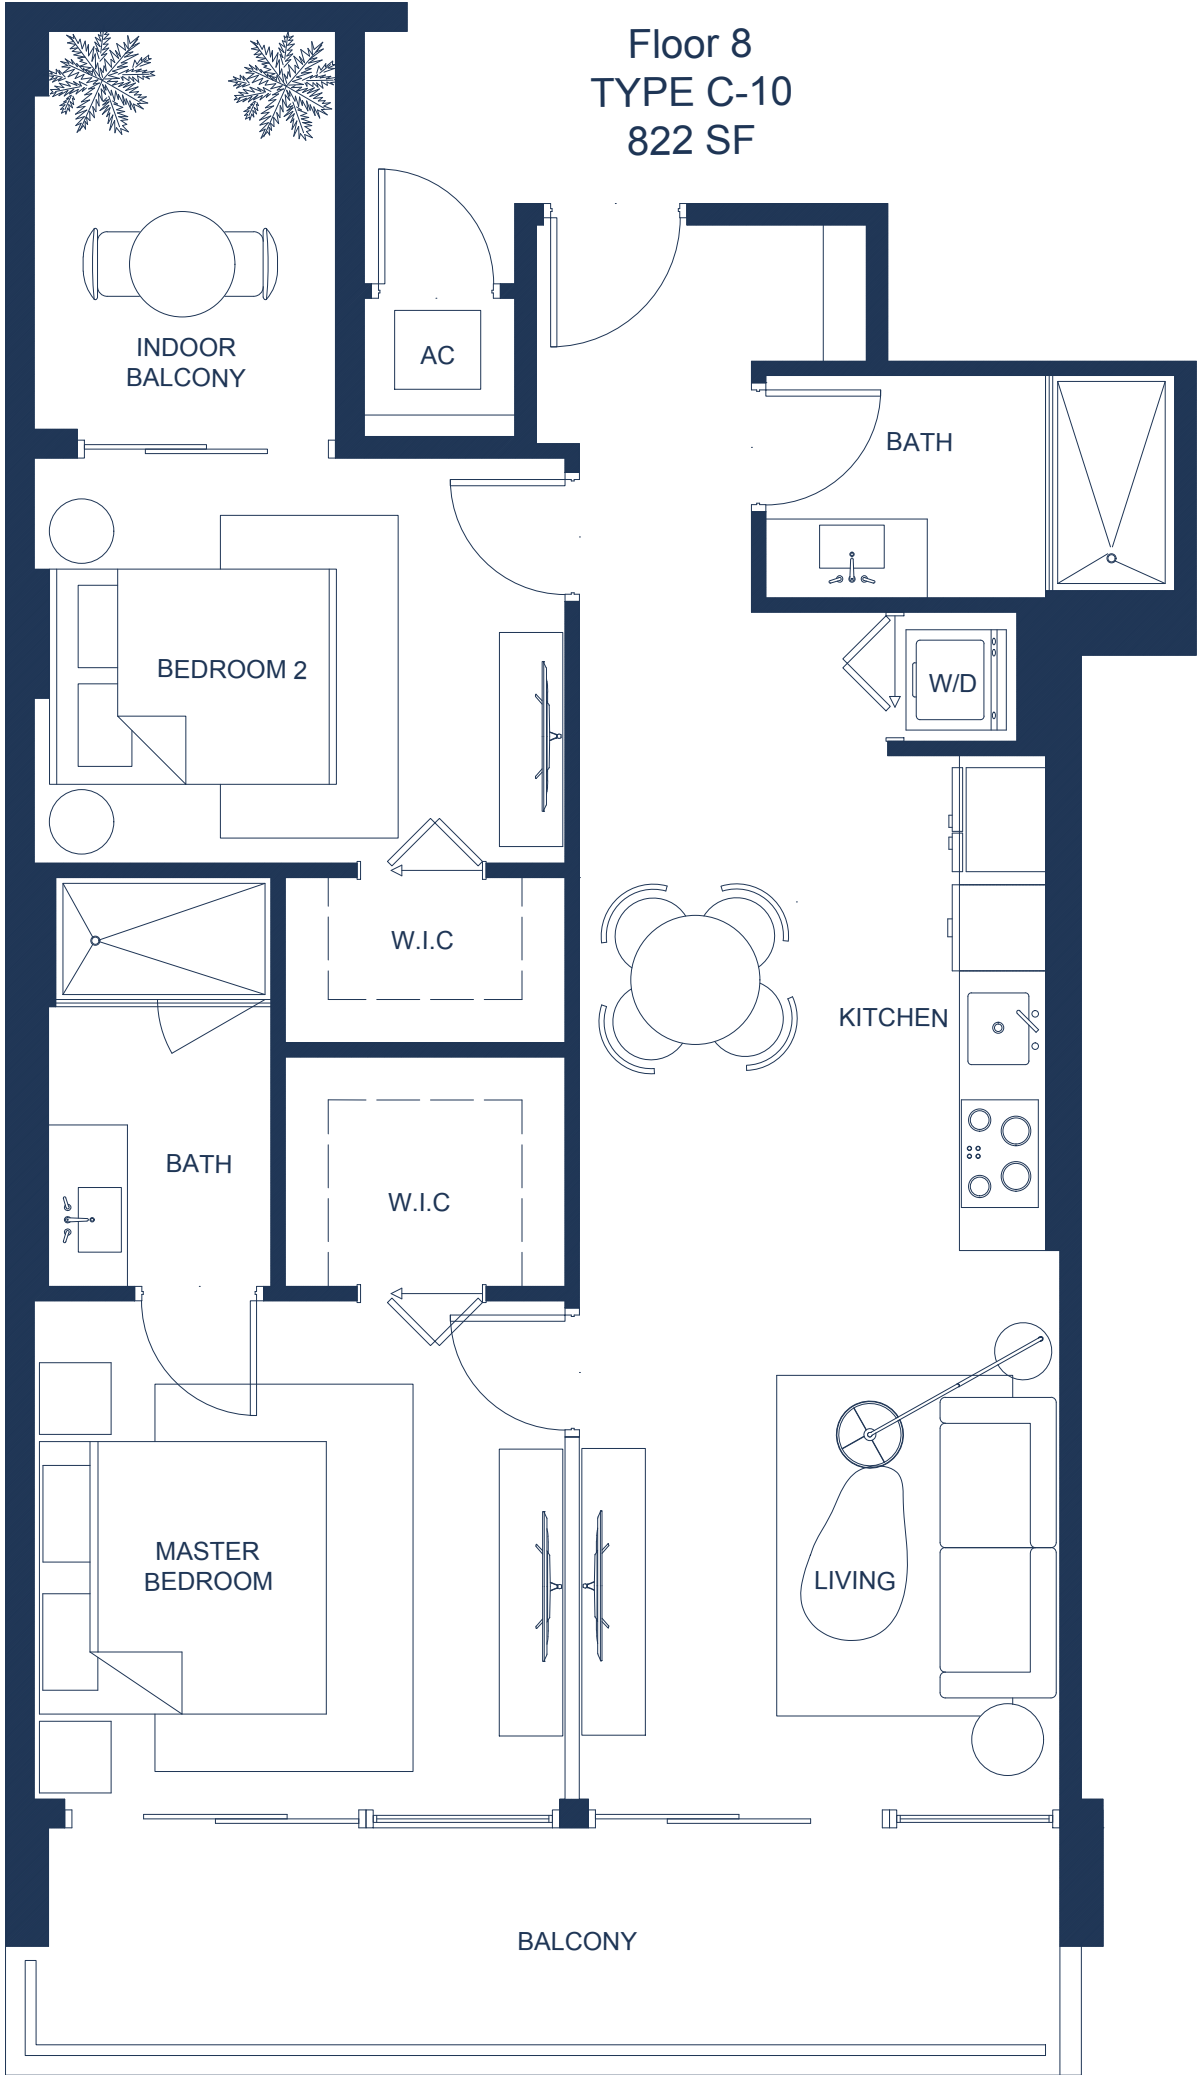 Floor 8
TYPE C-10
822 SF
INDOOR
BALCONY
AC
BATH
BEDROOM 2
W/D
W.I.C
KITCHEN
BATH
W.I.C
MASTER
BEDROOM
LIVING
BALCONY